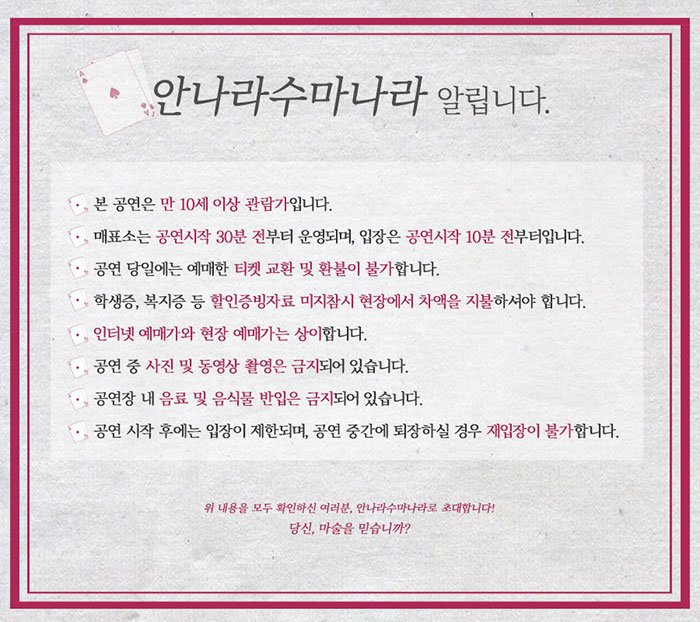 안나라수마나라 알립니다.
본 공연은 만 10세 이상 관람가입니다.
매표소는 공연시작 30분 전부터 운영되며, 입장은 공연시작 10분 전부터입니다.
공연 당일에는 예매한 티켓 교환 및 환불이 불가합니다.
학생증, 복지증 등 할인증빙자료 미지참시 현장에서 차액을 지불하셔야 합니다.
인터넷 예매가와 현장 예매가는 상이합니다.
공연 중 사진 및 동영상 촬영은 금지되어 있습니다.
공연장 내 음료 및 음식물 반입은 금지되어 있습니다.
공연 시작 후에는 입장이 제한되며, 공연 중간에 퇴장하실 경우 재입장이 불가합니다.
위 내용을 모두 확인하신 여러분, 안나라수마나라로 초대합니다!
당신, 마술을 믿습니까?